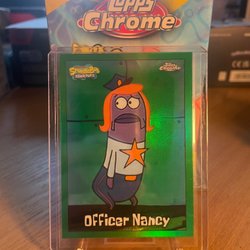 Topps
Chrome
SpongeBob
SquarePants
Topps Chrome
Officer Nancy